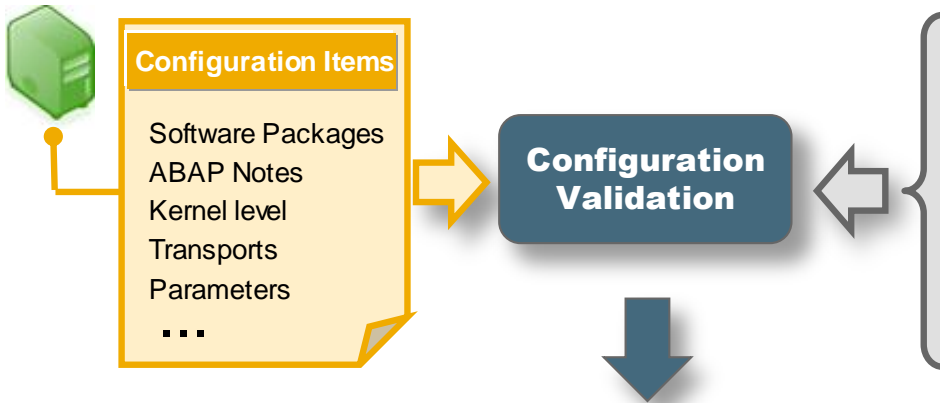 Configuration Items
Software Packages
ABAP Notes
Kernel level
Transports
Parameters
...
Configuration
Validation